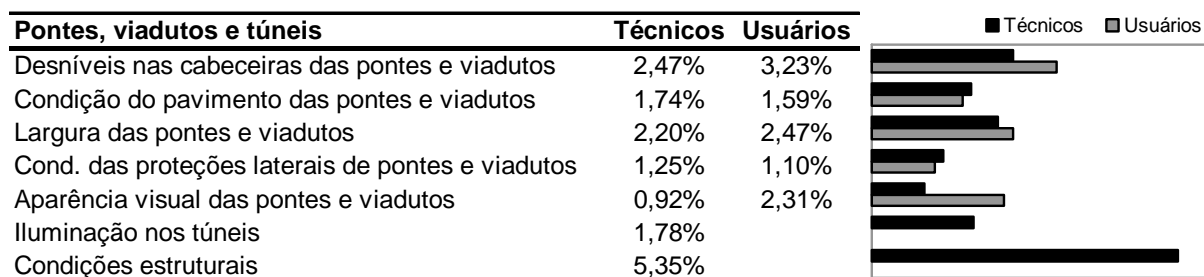 Pontes, viadutos e túneis Técnicos Usuários
Técnicos Usuários
Desníveis nas cabeceiras das pontes e viadutos 2,47% 3,23%
Condição do pavimento das pontes e viadutos 1,74% 1,59%
Largura das pontes e viadutos 2,20% 2,47%
Cond. das proteções laterais de pontes e viadutos 1,25% 1,10%
Aparência visual das pontes e viadutos 0,92% 2,31%
Iluminação nos túneis 1,78%
Condições estruturais 5,35%